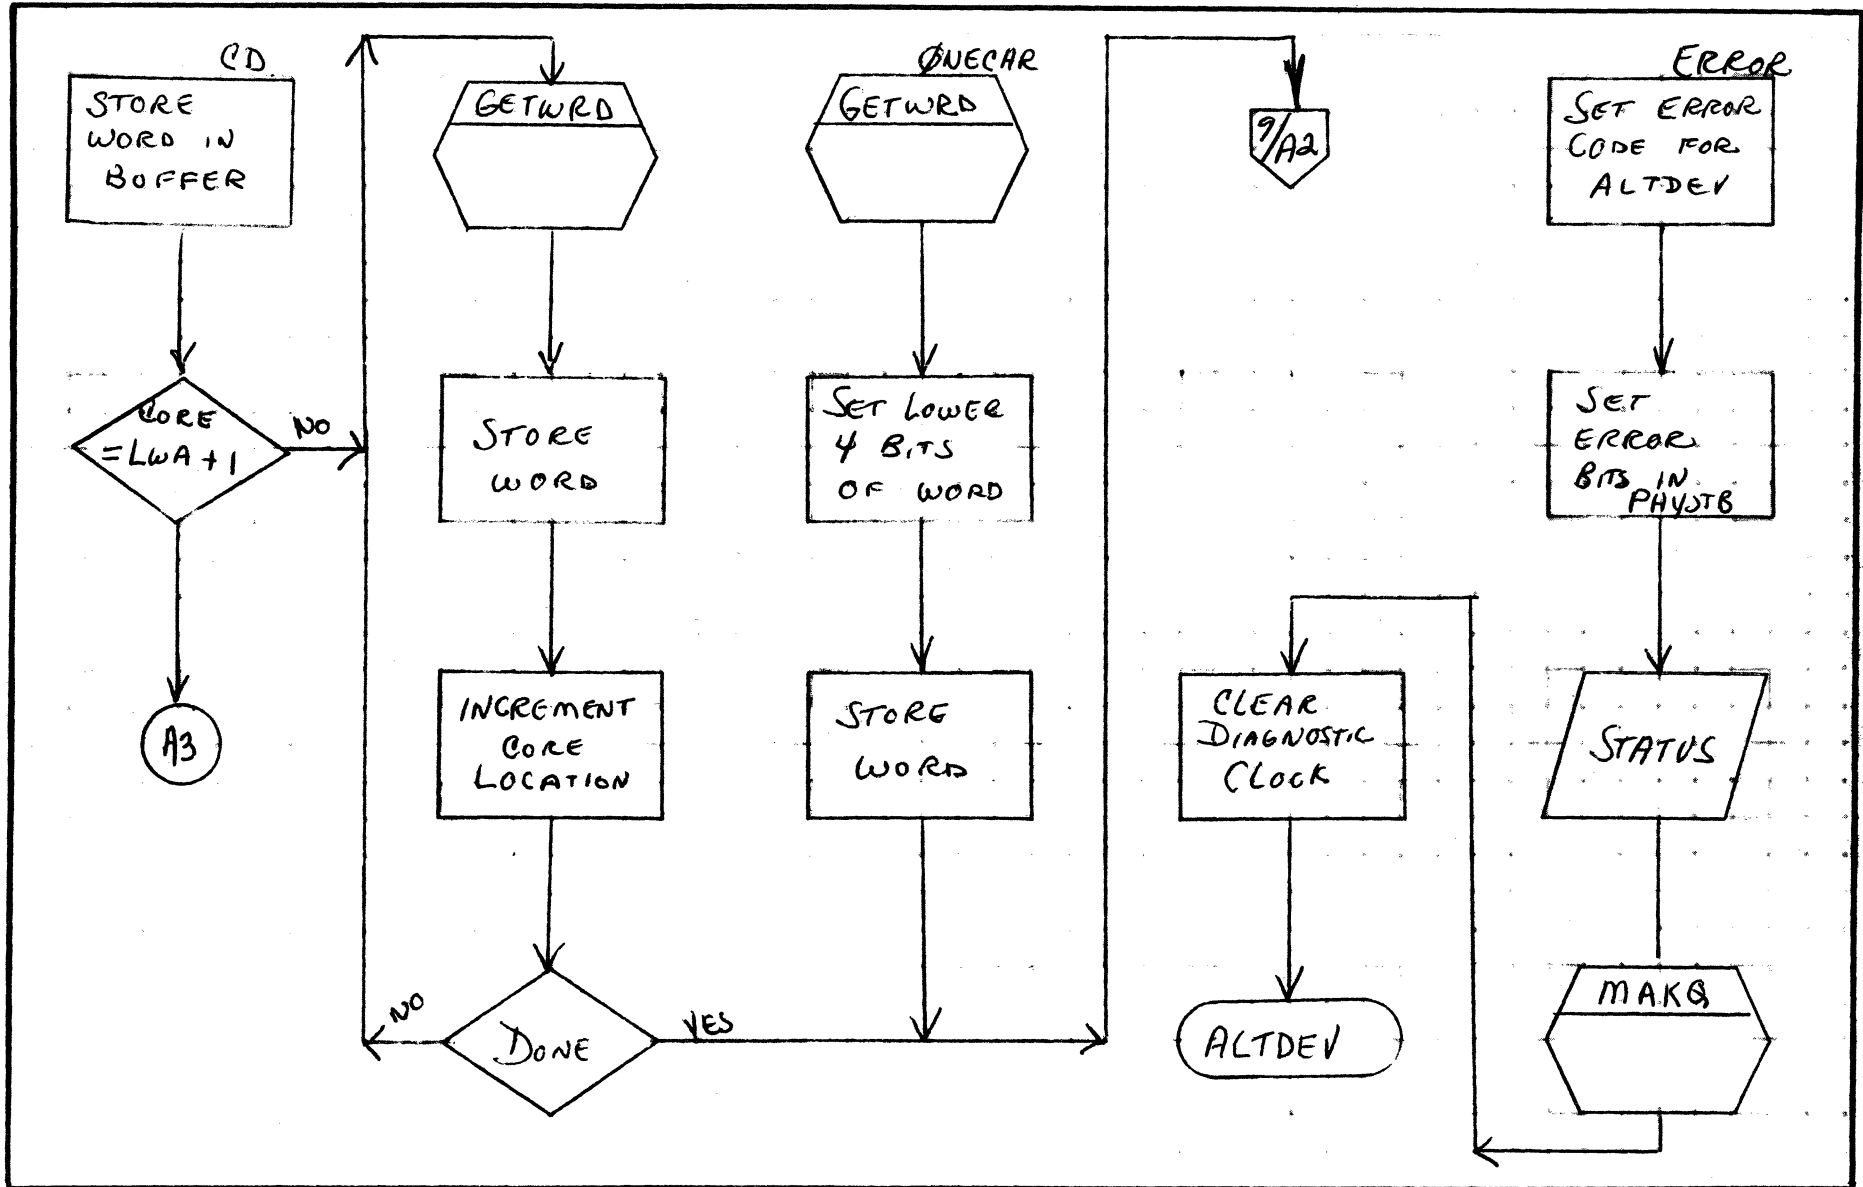 CD
STORE
WORD IN
BOFFER
CORE
=LWA+1
NO
A3
GETWRD
STORE
WORD
INCREMENT
CORE
LOCATION
DONE
NO
YES
ØNECAR
GETWRD
SET LOWER
4 BITS
OF WORD
STORE
WORD
9/A2
CLEAR
DIAGNOSTIC
CLOCK
ALTDEV
ERROR
SET ERROR
CODE FOR
ALTDEV
SET
ERROR
BITS IN
PHYSTB
STATUS
MAKQ